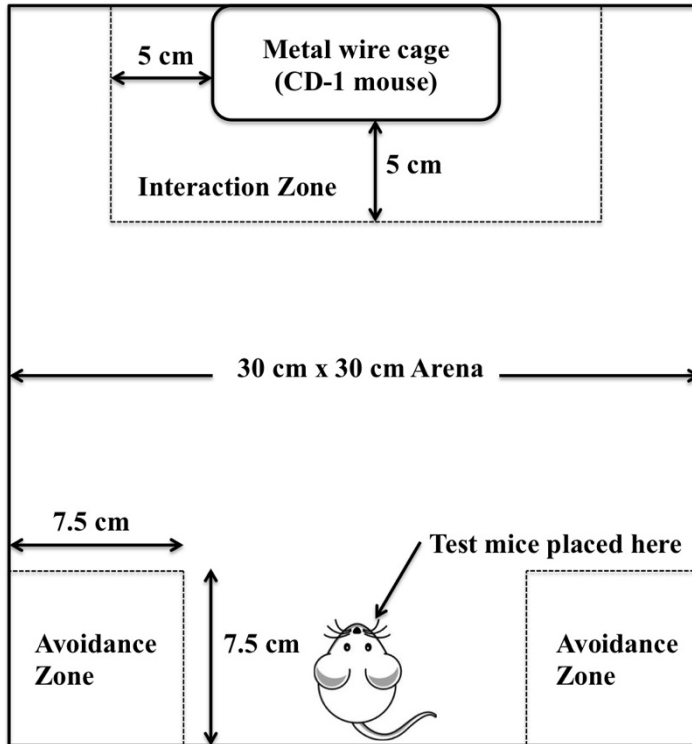 5 cm
Metal wire cage
(CD-1 mouse)
5 cm
Interaction Zone
30 cm x 30 cm Arena
7.5 cm
Test mice placed here
Avoidance
Zone
7.5 cm
Avoidance
Zone